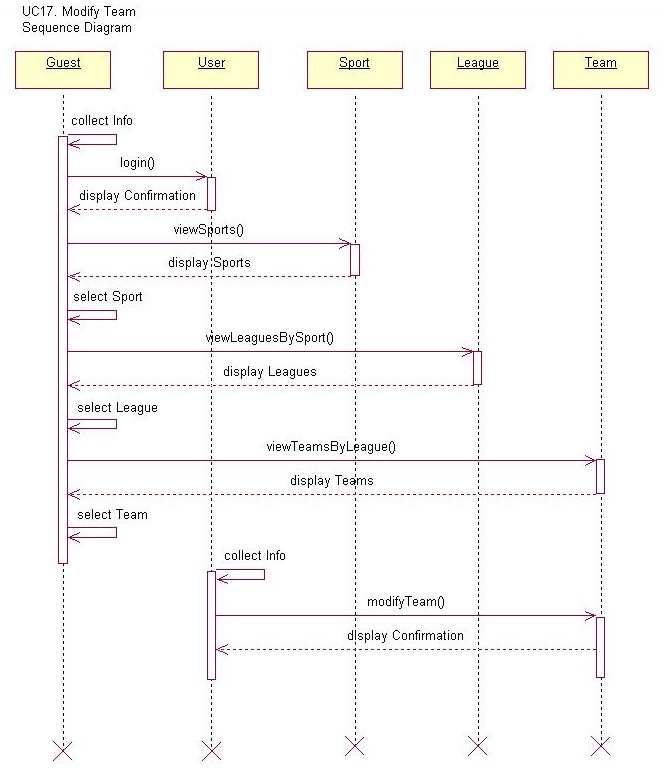 UC17. Modify Team
Sequence Diagram
Guest User Sport League Team
collect Info
login()
display Confirmation
viewSports()
display Sports
select Sport
viewLeaguesBySport()
display Leagues
select League
viewTeamsByLeague()
display Teams
select Team
collect Info
modifyTeam()
display Confirmation